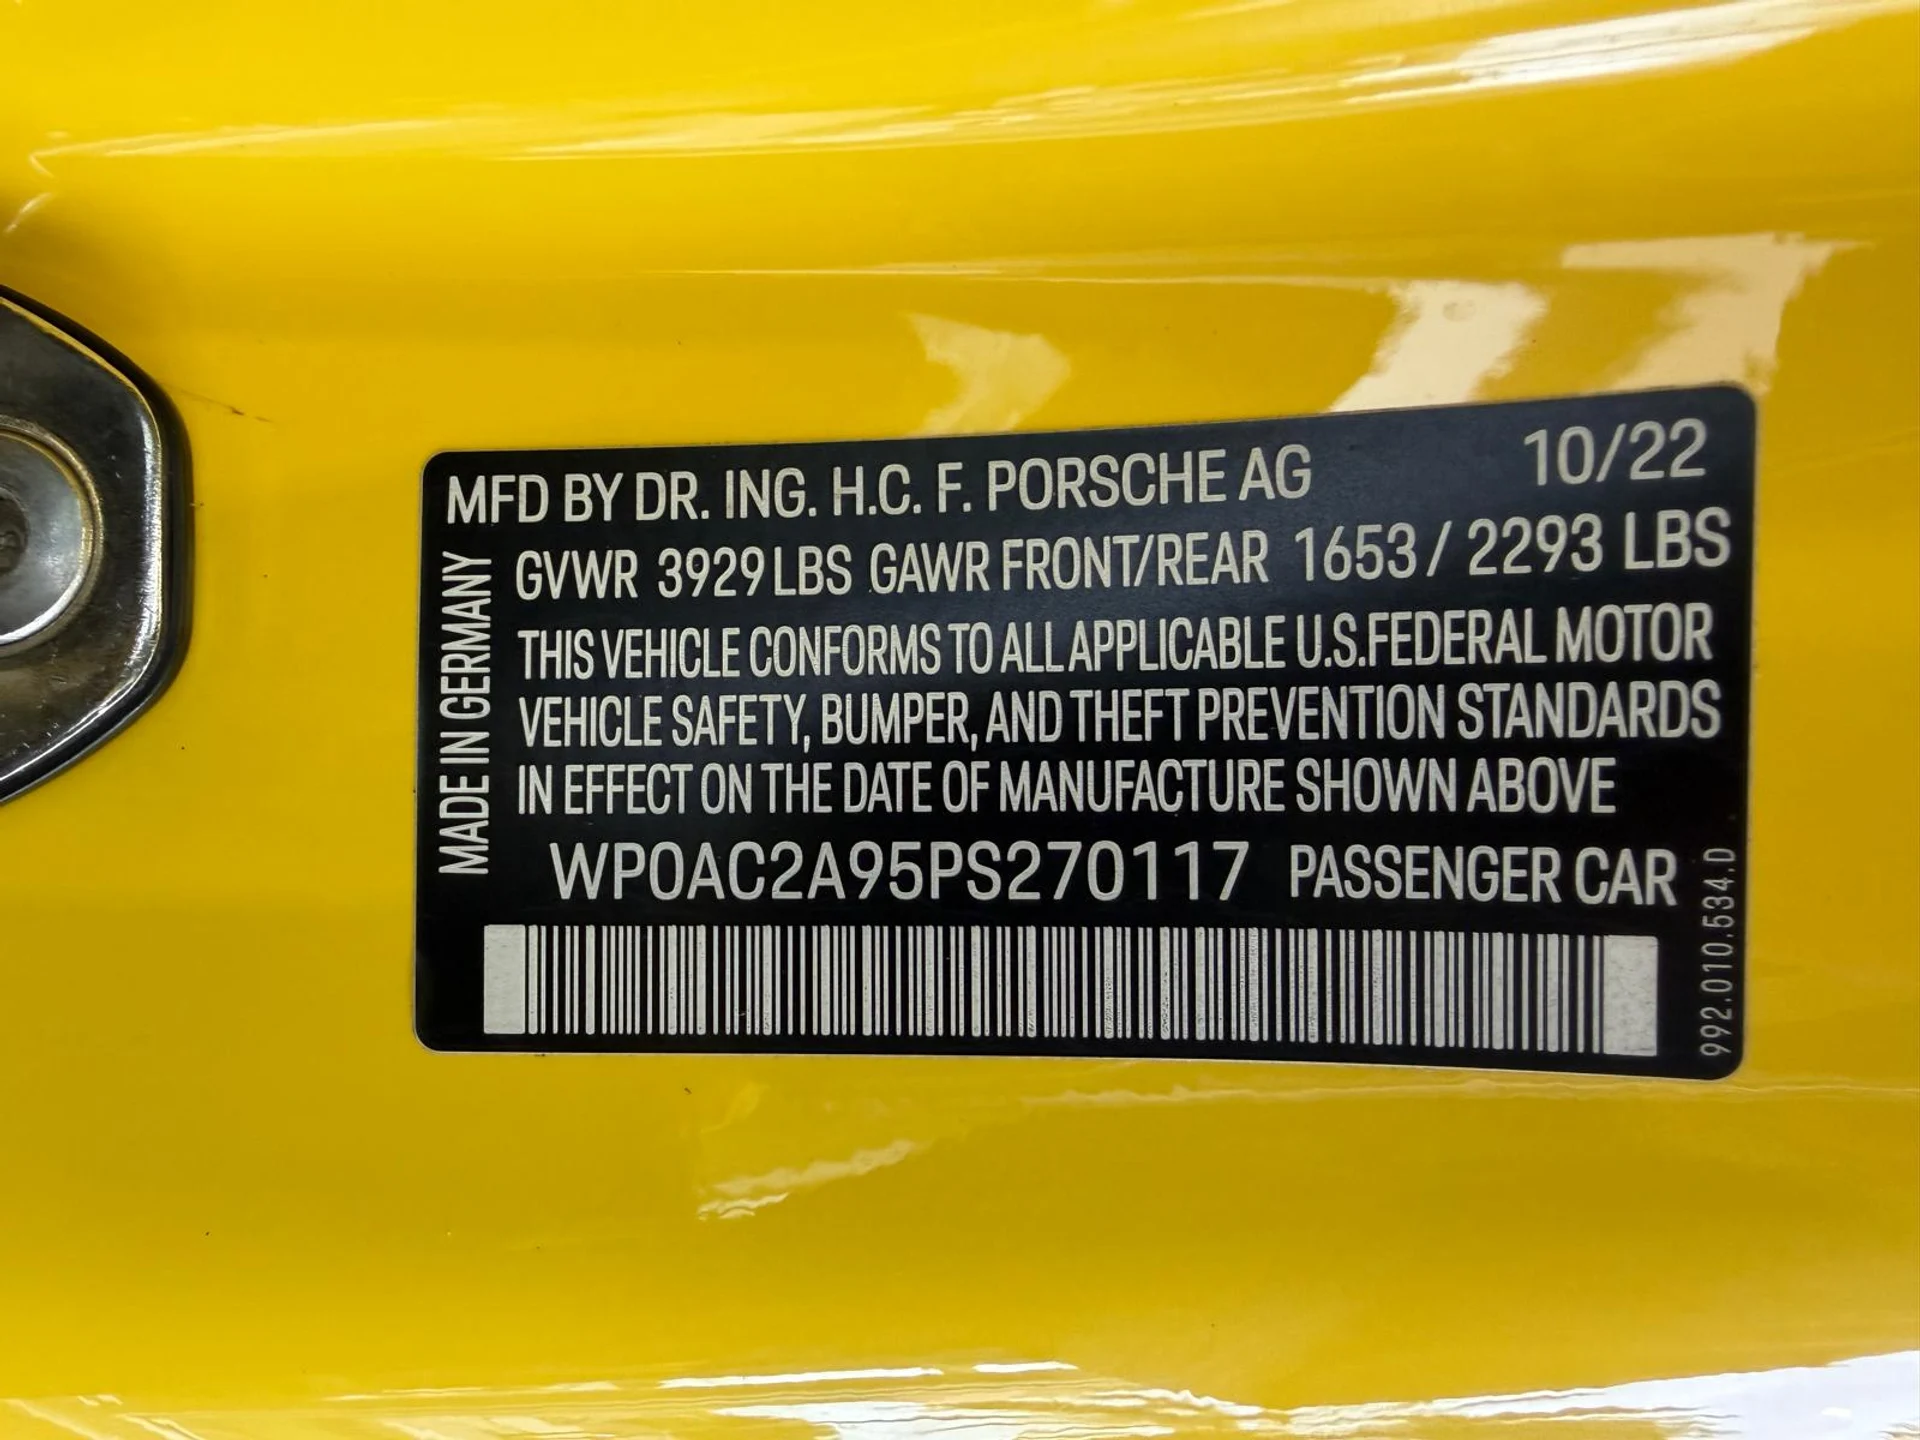 MFD BY DR. ING. H.C. F. PORSCHE AG 10/22
GVWR 3929 LBS GAWR FRONT/REAR 1653 / 2293 LBS
THIS VEHICLE CONFORMS TO ALL APPLICABLE U.S.FEDERAL MOTOR
VEHICLE SAFETY, BUMPER, AND THEFT PREVENTION STANDARDS
IN EFFECT ON THE DATE OF MANUFACTURE SHOWN ABOVE
WP0AC2A95PS270117 PASSENGER CAR
MADE IN GERMANY
992.010.534.D